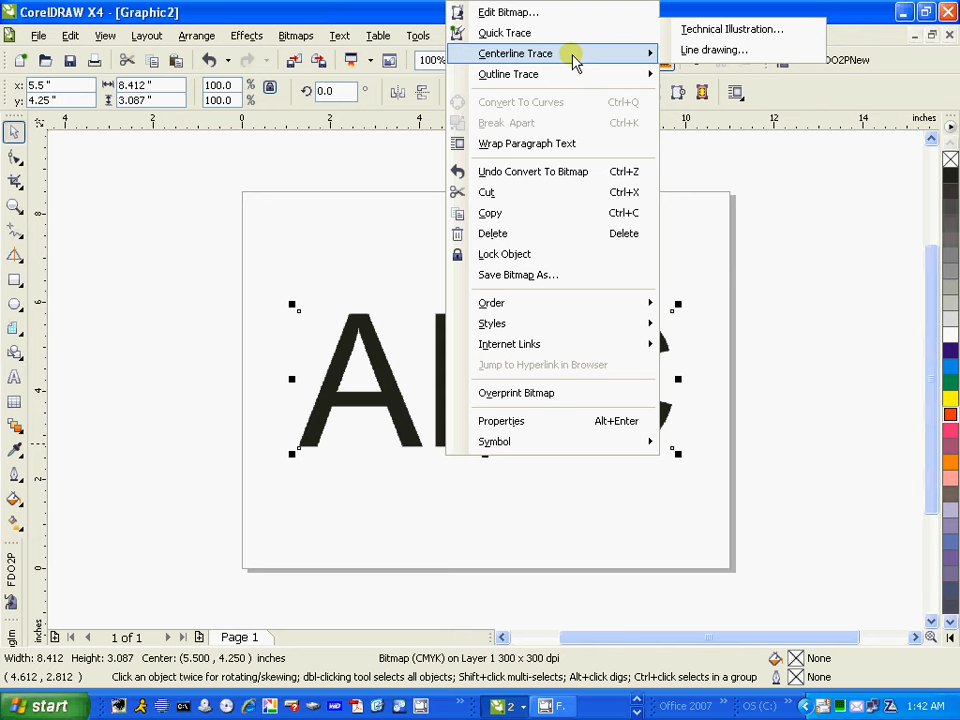 CorelDRAW X4 - [Graphic2]
File Edit View Layout Arrange Effects Bitmaps Text Table Tools
100%
DO2PNew
x: 5.5"
y: 4.25"
8.412"
3.087"
100.0
100.0
0.0
Edit Bitmap...
Quick Trace
Centerline Trace
Outline Trace
Convert To Curves Ctrl+Q
Break Apart Ctrl+K
Wrap Paragraph Text
Undo Convert To Bitmap Ctrl+Z
Cut Ctrl+X
Copy Ctrl+C
Delete Delete
Lock Object
Save Bitmap As...
Order
Styles
Internet Links
Jump to Hyperlink in Browser
Overprint Bitmap
Properties Alt+Enter
Symbol
Technical Illustration...
Line drawing...
4 2 0 2 4 10 12 14 inches
8
6
4
2
0
inches
A
FDO2P
1 of 1
Page 1
Width: 8.412 Height: 3.087 Center: (5.500 , 4.250 ) inches Bitmap (CMYK) on Layer 1 300 x 300 dpi None
( 4.612 , 2.812 ) Click an object twice for rotating/skewing; dbl-clicking tool selects all objects; Shift+click multi-selects; Alt+click digs; Ctrl+click selects in a group None
start
2
F.
Office 2007
OS (C:)
1:42 AM